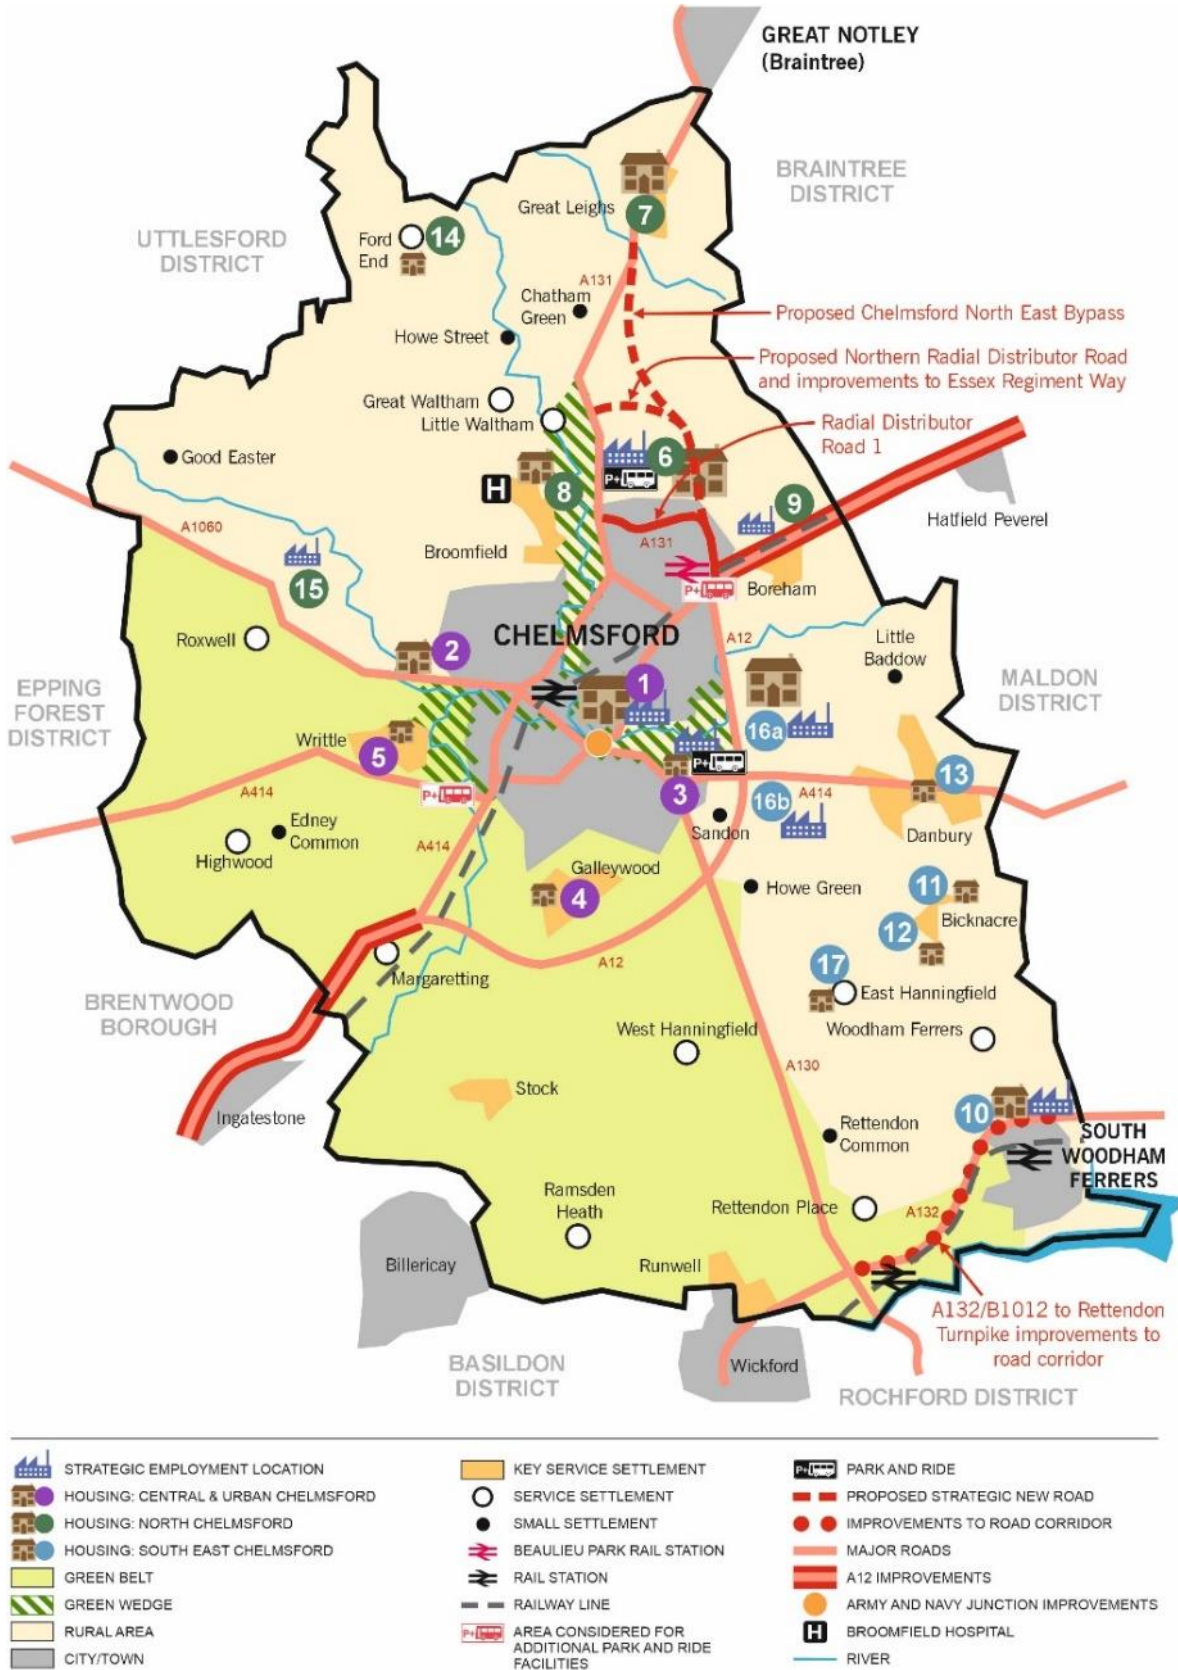 GREAT NOTLEY
(Braintree)
BRAINTREE
DISTRICT
UTTLESFORD
DISTRICT
Great Leighs
7
Ford
End
14
A131
Chatham
Green
Proposed Chelmsford North East Bypass
Howe Street
Proposed Northern Radial Distributor Road
and improvements to Essex Regiment Way
Great Waltham
Little Waltham
Radial Distributor
Road 1
Good Easter
6
P+
H
8
9
Hatfield Peverel
A1060
A131
Broomfield
15
P+
Boreham
CHELMSFORD
A12
Roxwell
2
Little
Baddow
EPPING
FOREST
DISTRICT
MALDON
DISTRICT
1
16a
Writtle
5
P+
13
A414
P+
3
16b
A414
Edney
Common
Sandon
Danbury
Highwood
A414
Galleywood
4
Howe Green
11
Bicknacre
12
A12
17
Margaretting
East Hanningfield
BRENTWOOD
BOROUGH
West Hanningfield
Woodham Ferrers
A130
Stock
Ingatestone
10
Rettendon
Common
SOUTH
WOODHAM
FERRERS
Ramsden
Heath
Rettendon Place
A132
Billericay
Runwell
A132/B1012 to Rettendon
Turnpike improvements to
road corridor
BASILDON
DISTRICT
Wickford
ROCHFORD DISTRICT
STRATEGIC EMPLOYMENT LOCATION
HOUSING: CENTRAL & URBAN CHELMSFORD
HOUSING: NORTH CHELMSFORD
HOUSING: SOUTH EAST CHELMSFORD
GREEN BELT
GREEN WEDGE
RURAL AREA
CITY/TOWN
KEY SERVICE SETTLEMENT
SERVICE SETTLEMENT
SMALL SETTLEMENT
BEAULIEU PARK RAIL STATION
RAIL STATION
RAILWAY LINE
P+
AREA CONSIDERED FOR
ADDITIONAL PARK AND RIDE
FACILITIES
P+
PARK AND RIDE
PROPOSED STRATEGIC NEW ROAD
IMPROVEMENTS TO ROAD CORRIDOR
MAJOR ROADS
A12 IMPROVEMENTS
ARMY AND NAVY JUNCTION IMPROVEMENTS
H
BROOMFIELD HOSPITAL
RIVER